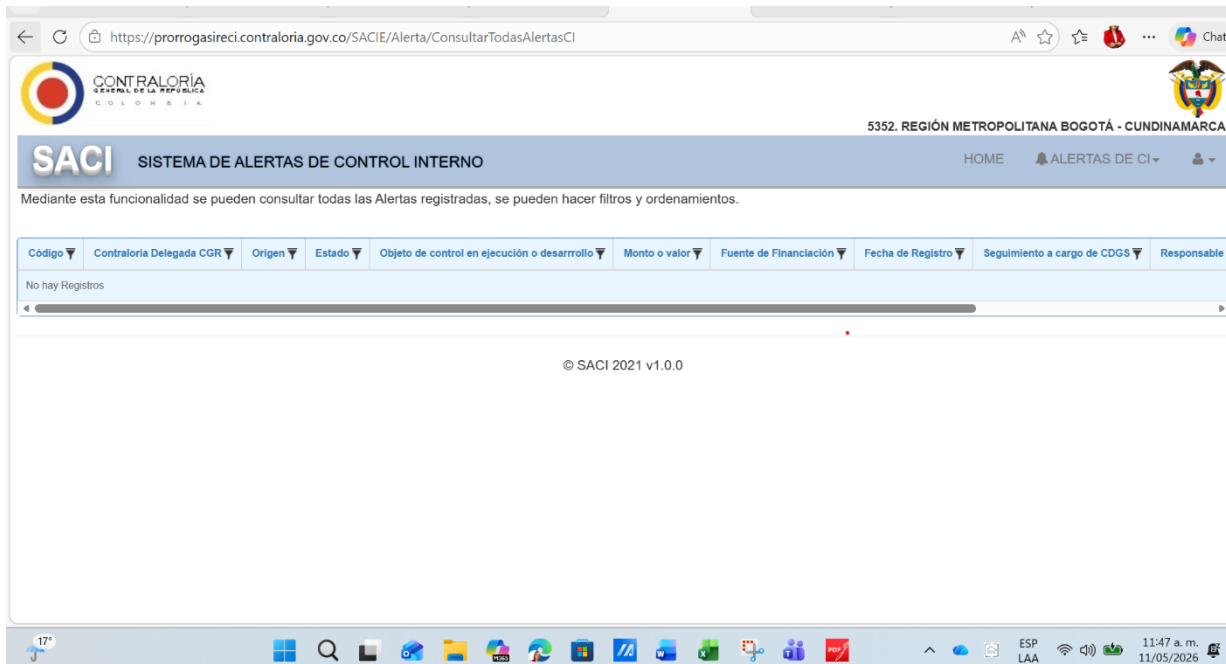 https://prorrogasireci.contraloria.gov.co/SACIE/Alerta/ConsultarTodasAlertasCI
Chat
CONTRALORÍA
GENERAL DE LA REPÚBLICA
COLOMBIA
5352. REGIÓN METROPOLITANA BOGOTÁ - CUNDINAMARCA
SACI SISTEMA DE ALERTAS DE CONTROL INTERNO HOME ALERTAS DE CI
Mediante esta funcionalidad se pueden consultar todas las Alertas registradas, se pueden hacer filtros y ordenamientos.
Código Contraloría Delegada CGR Origen Estado Objeto de control en ejecución o desarrrollo Monto o valor Fuente de Financiación Fecha de Registro Seguimiento a cargo de CDGS Responsable
No hay Registros
© SACI 2021 v1.0.0
17°
M365
PDF
ESP
LAA
11:47 a. m.
11/05/2026